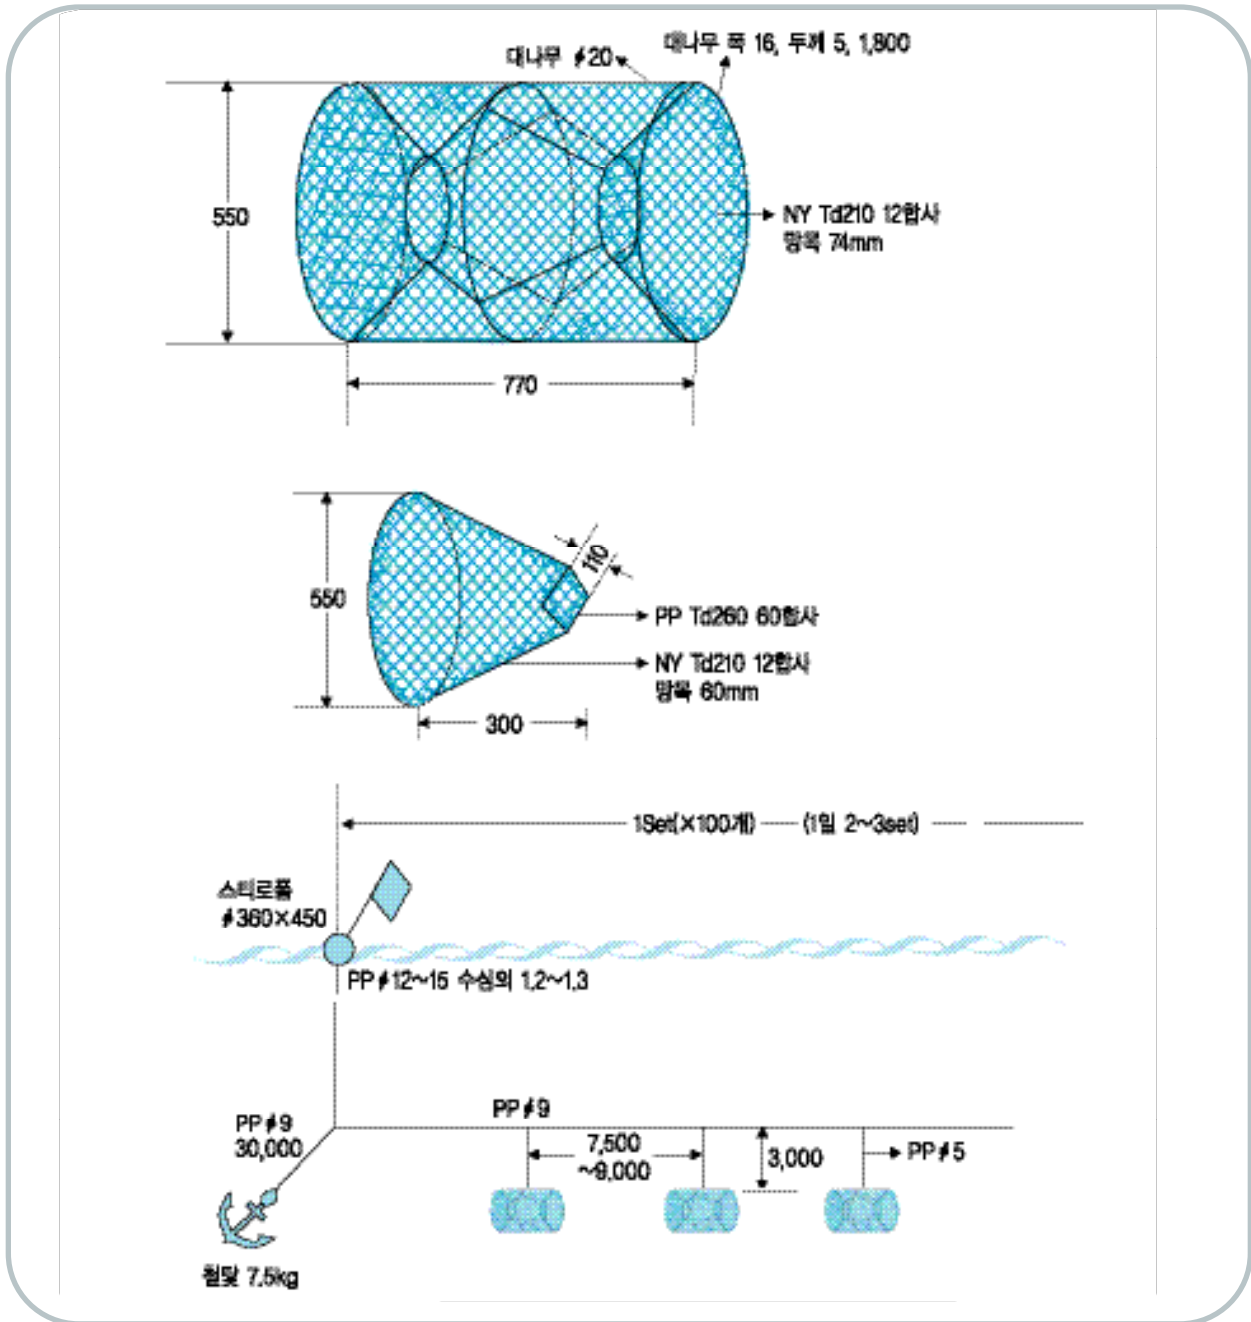 대나무 ∮20
대나무 폭 16, 두께 5, 1,800
550
NY Td210 12합사
망목 74mm
770
550
110
PP Td260 60합사
NY Td210 12합사
망목 60mm
300
1Set(×100개)
(1일 2~3set)
스티로폼
∮360×450
PP∮12~15 수심의 1.2~1.3
PP∮9
30,000
PP∮9
7,500
~9,000
3,000
PP∮5
철닻 7.5kg